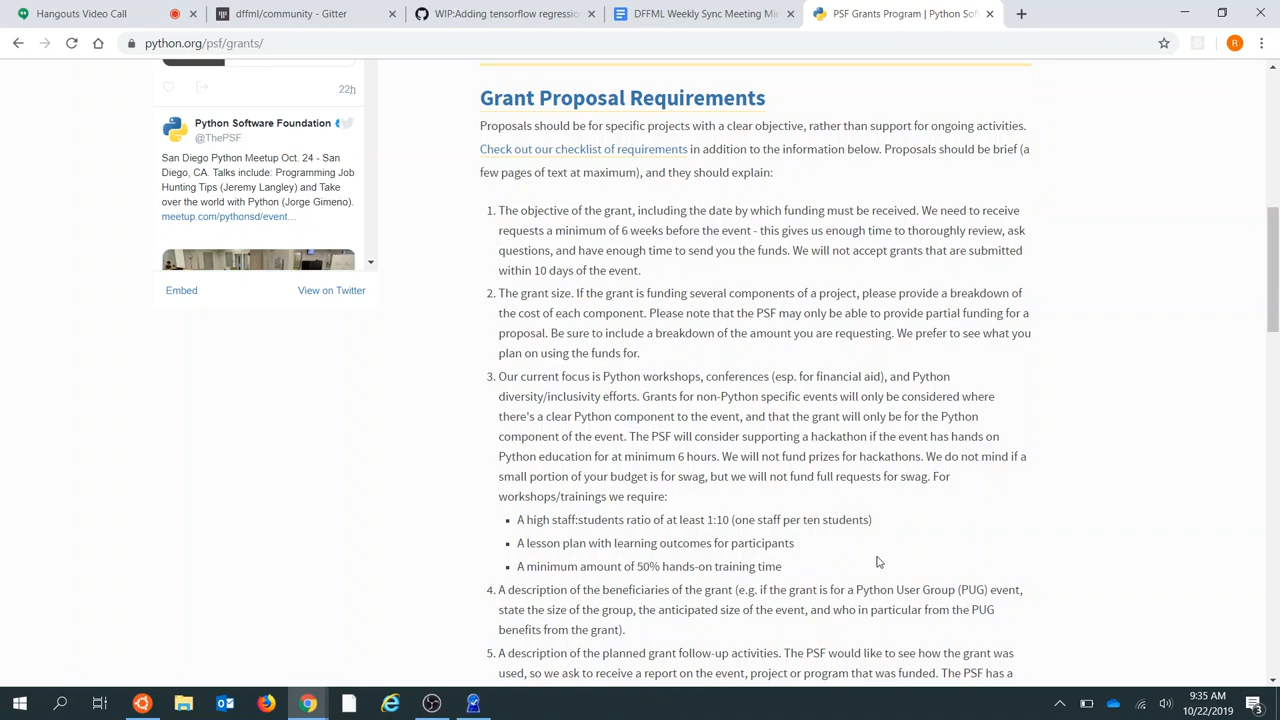 Hangouts Video Call
dffml/community - Gitter
WIP:Adding tensorflow regressi
DFFML Weekly Sync Meeting Mi
PSF Grants Program | Python Sof
python.org/psf/grants/
R
22h
Python Software Foundation
@ThePSF
San Diego Python Meetup Oct. 24 - San
Diego, CA. Talks include: Programming Job
Hunting Tips (Jeremy Langley) and Take
over the world with Python (Jorge Gimeno).
meetup.com/pythonsd/event…
Embed
View on Twitter
Grant Proposal Requirements
Proposals should be for specific projects with a clear objective, rather than support for ongoing activities.
Check out our checklist of requirements in addition to the information below. Proposals should be brief (a
few pages of text at maximum), and they should explain:
1. The objective of the grant, including the date by which funding must be received. We need to receive
requests a minimum of 6 weeks before the event - this gives us enough time to thoroughly review, ask
questions, and have enough time to send you the funds. We will not accept grants that are submitted
within 10 days of the event.
2. The grant size. If the grant is funding several components of a project, please provide a breakdown of
the cost of each component. Please note that the PSF may only be able to provide partial funding for a
proposal. Be sure to include a breakdown of the amount you are requesting. We prefer to see what you
plan on using the funds for.
3. Our current focus is Python workshops, conferences (esp. for financial aid), and Python
diversity/inclusivity efforts. Grants for non-Python specific events will only be considered where
there's a clear Python component to the event, and that the grant will only be for the Python
component of the event. The PSF will consider supporting a hackathon if the event has hands on
Python education for at minimum 6 hours. We will not fund prizes for hackathons. We do not mind if a
small portion of your budget is for swag, but we will not fund full requests for swag. For
workshops/trainings we require:
▪ A high staff:students ratio of at least 1:10 (one staff per ten students)
▪ A lesson plan with learning outcomes for participants
▪ A minimum amount of 50% hands-on training time
4. A description of the beneficiaries of the grant (e.g. if the grant is for a Python User Group (PUG) event,
state the size of the group, the anticipated size of the event, and who in particular from the PUG
benefits from the grant).
5. A description of the planned grant follow-up activities. The PSF would like to see how the grant was
used, so we ask to receive a report on the event, project or program that was funded. The PSF has a
9:35 AM
10/22/2019
3